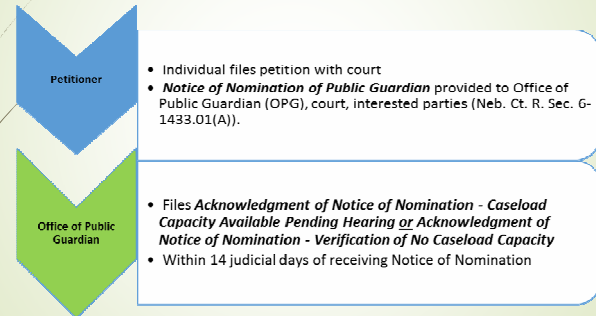 Petitioner
• Individual files petition with court
• Notice of Nomination of Public Guardian provided to Office of
Public Guardian (OPG), court, interested parties (Neb. Ct. R. Sec. 6-
1433.01(A)).
Office of Public
Guardian
• Files Acknowledgment of Notice of Nomination - Caseload
Capacity Available Pending Hearing or Acknowledgment of
Notice of Nomination - Verification of No Caseload Capacity
• Within 14 judicial days of receiving Notice of Nomination